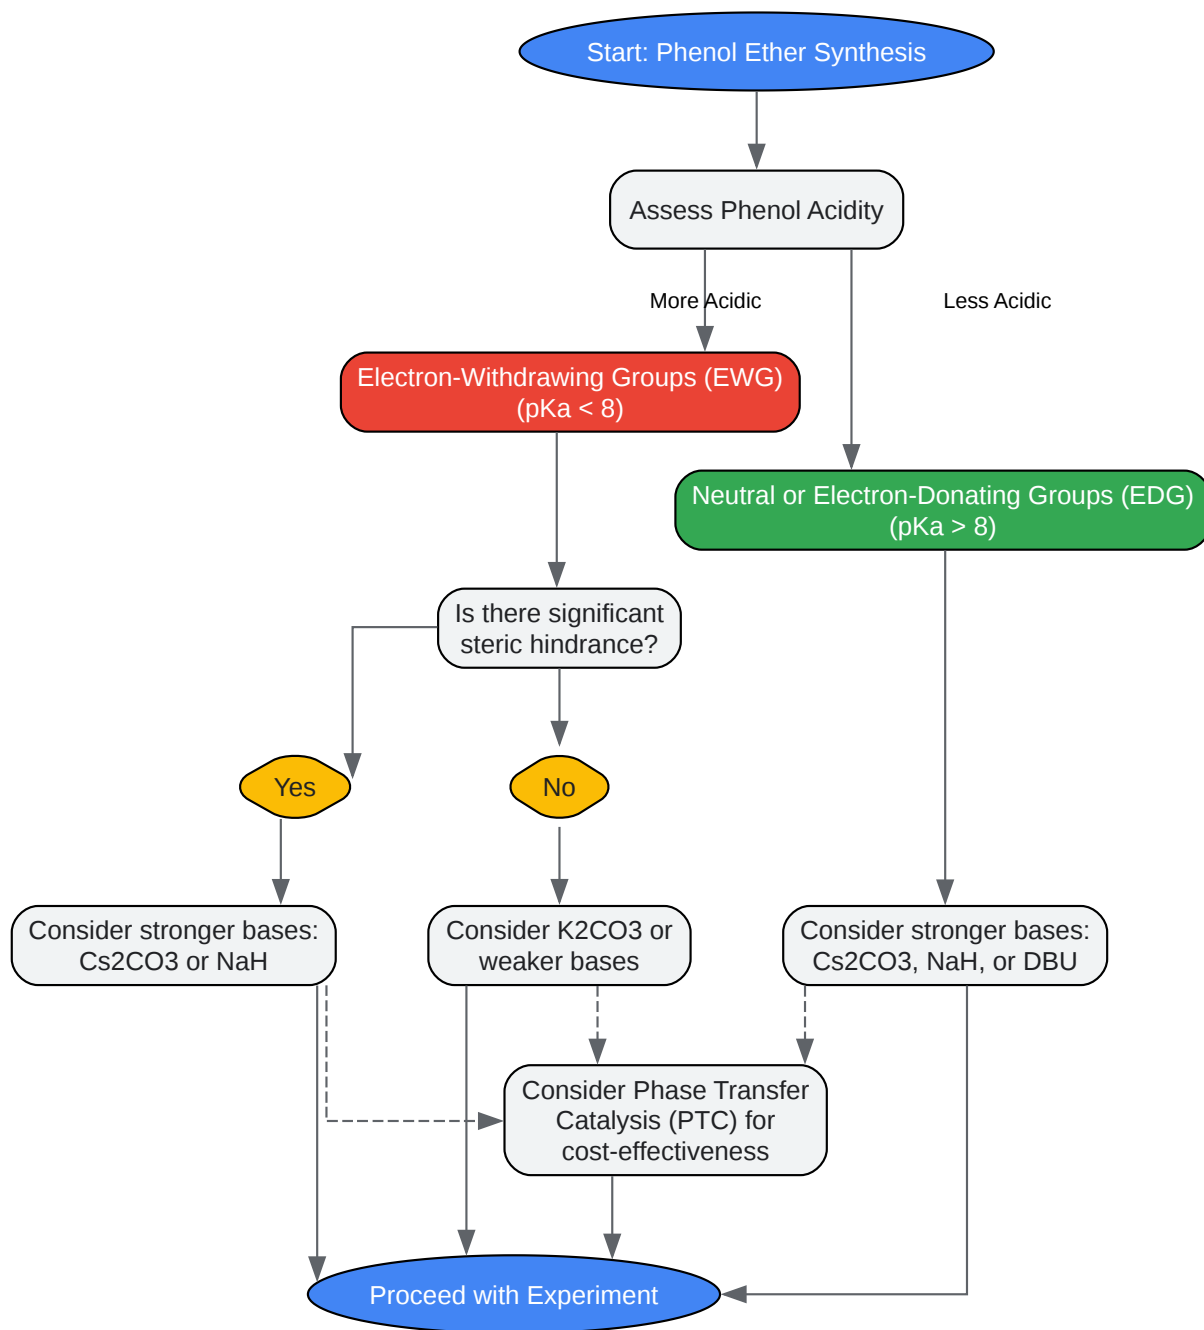 Start: Phenol Ether Synthesis
Assess Phenol Acidity
More Acidic
Less Acidic
Electron-Withdrawing Groups (EWG)
(pKa < 8)
Neutral or Electron-Donating Groups (EDG)
(pKa > 8)
Is there significant
steric hindrance?
Yes
No
Consider stronger bases:
Cs2CO3 or NaH
Consider K2CO3 or
weaker bases
Consider stronger bases:
Cs2CO3, NaH, or DBU
Consider Phase Transfer
Catalysis (PTC) for
cost-effectiveness
Proceed with Experiment